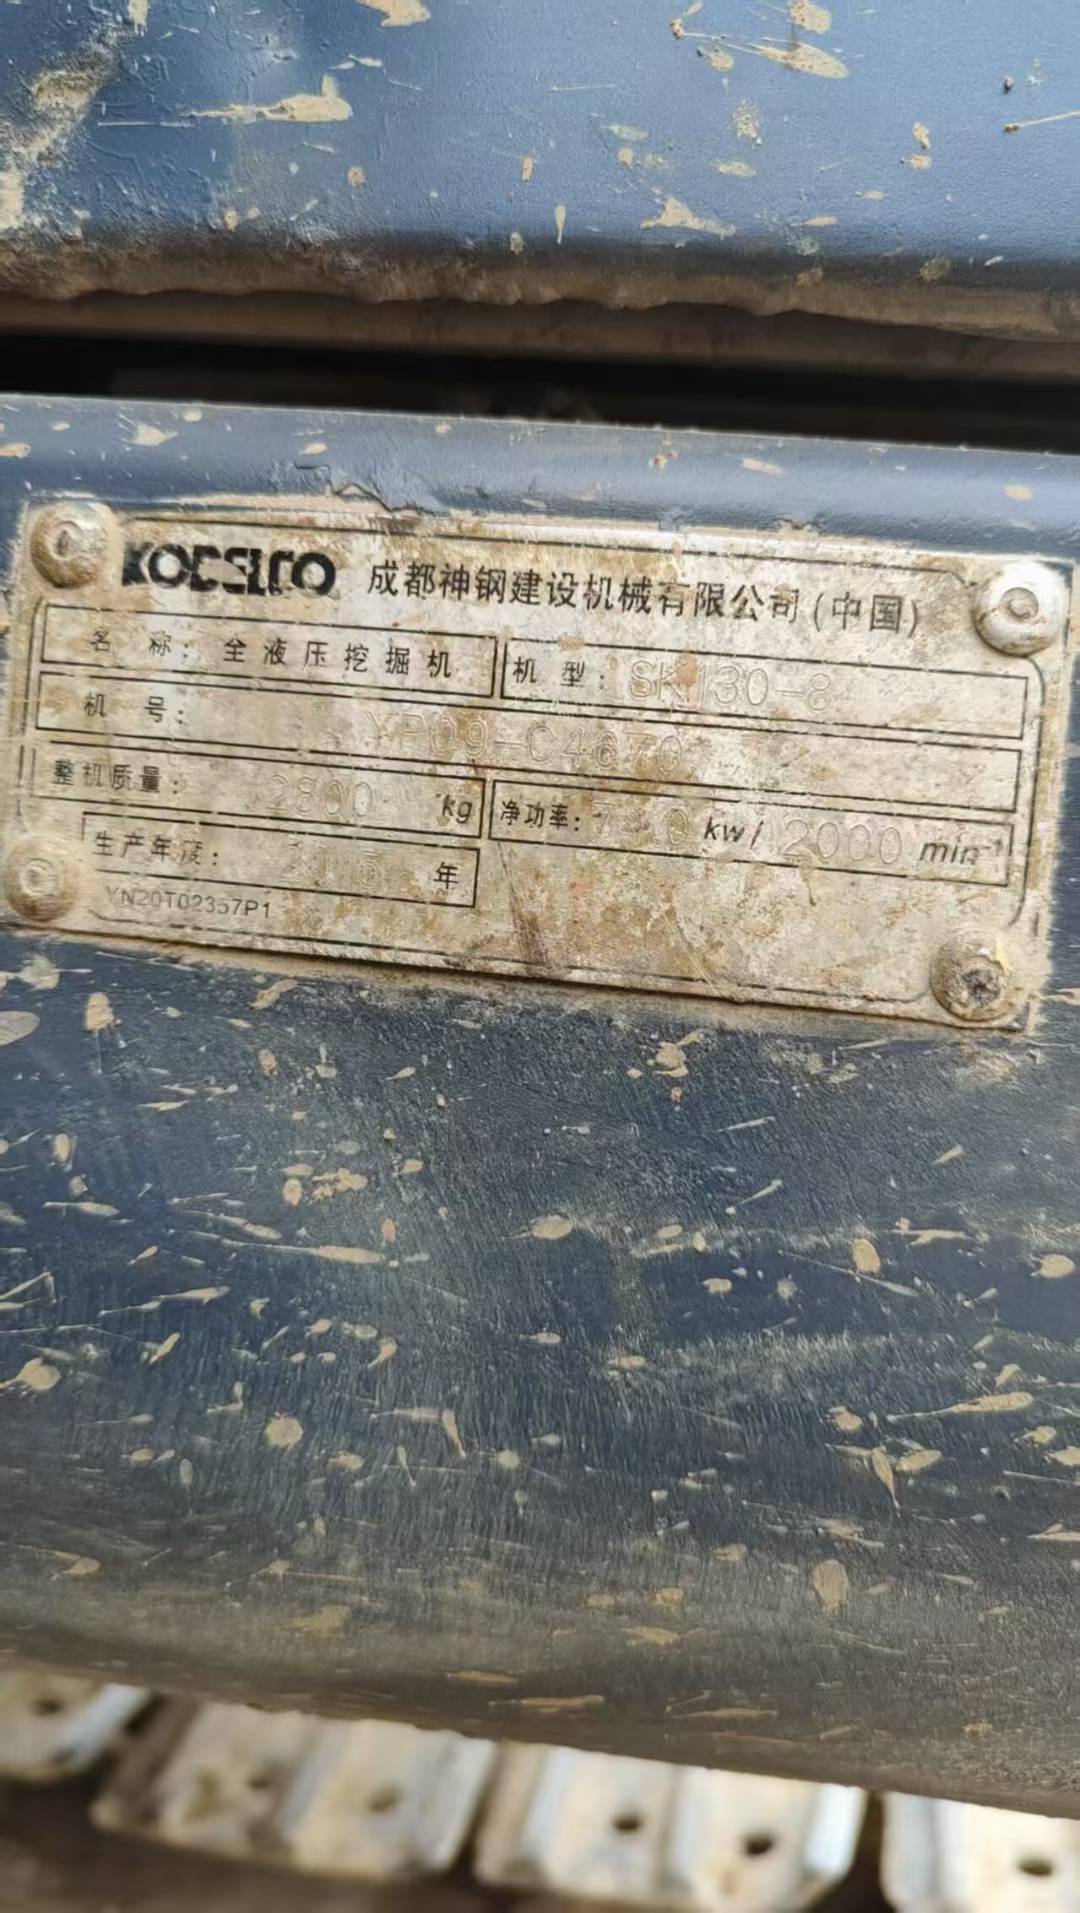 KOBELCO 成都神钢建设机械有限公司(中国)
名 称: 全液压挖掘机 机 型: SK130-8
机 号:
整机质量: kg 净功率: kw/ 2000 min⁻¹
生产年度: 年
YN20T02357P1